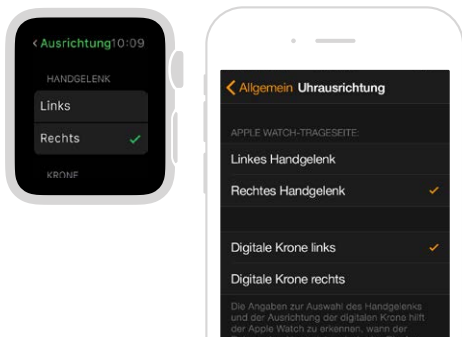 Ausrichtung 10:09
HANDGELENK
Links
Rechts
KRONE
Allgemein Uhrausrichtung
APPLE WATCH-TRAGESEITE:
Linkes Handgelenk
Rechtes Handgelenk
Digitale Krone links
Digitale Krone rechts
Die Angaben zur Auswahl des Handgelenks
und der Ausrichtung der digitalen Krone hilft
der Apple Watch zu erkennen, wann der